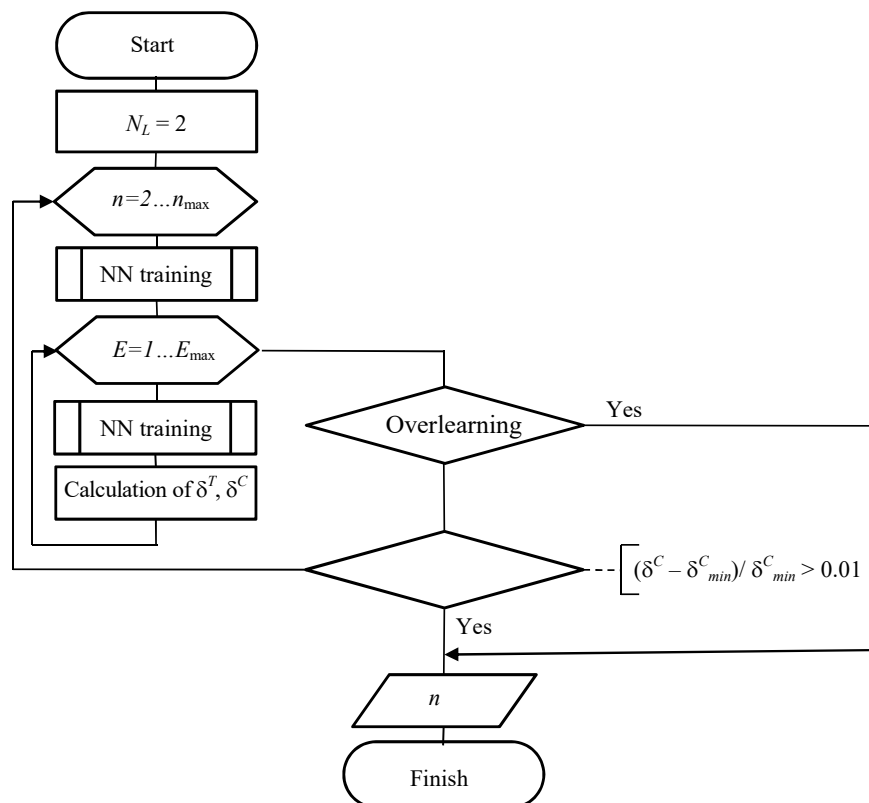 Start
N_L = 2
n=2…n_max
NN training
E=1…E_max
NN training
Calculation of δ^T, δ^C
Overlearning
Yes
(δ^C – δ^C_min)/ δ^C_min > 0.01
Yes
n
Finish